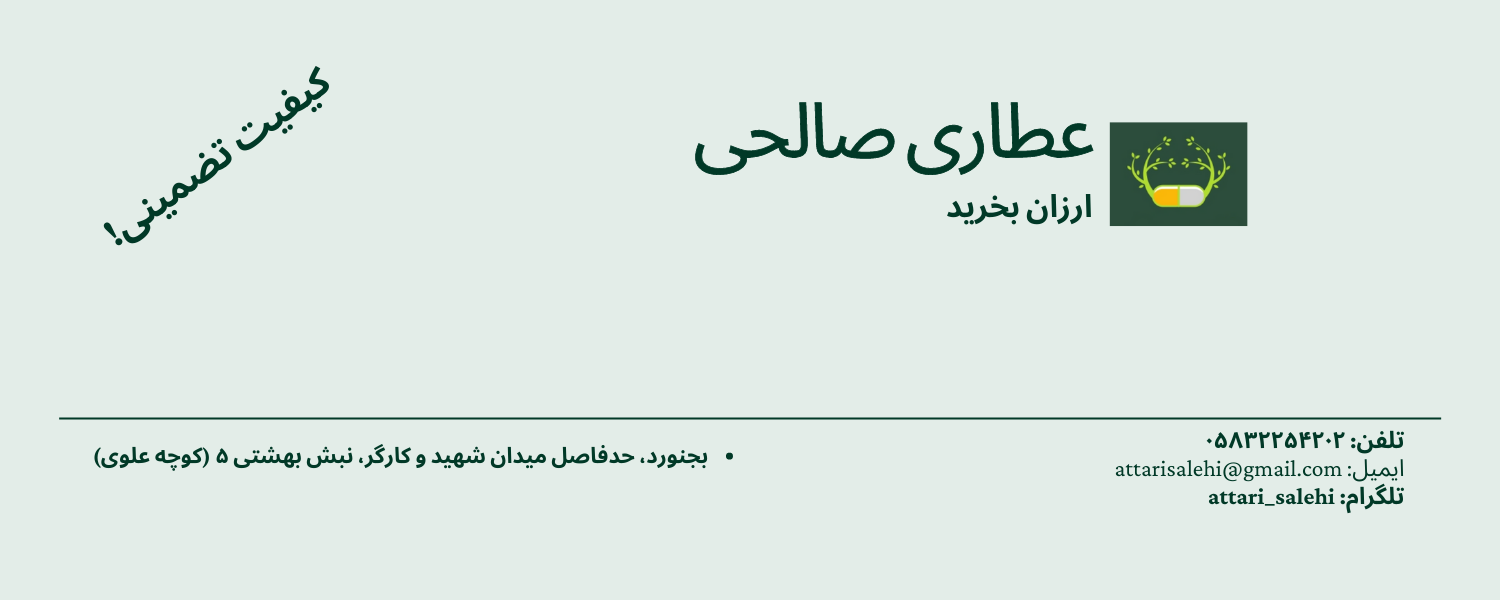 عطاری صالحی
ارزان بخرید
کیفیت تضمینی!
تلفن: ۰۵۸۳۲۲۵۴۲۰۲
ایمیل: attarisalehi@gmail.com
تلگرام: attari_salehi
• بجنورد، حدفاصل میدان شهید و کارگر، نبش بهشتی ۵ (کوچه علوی)